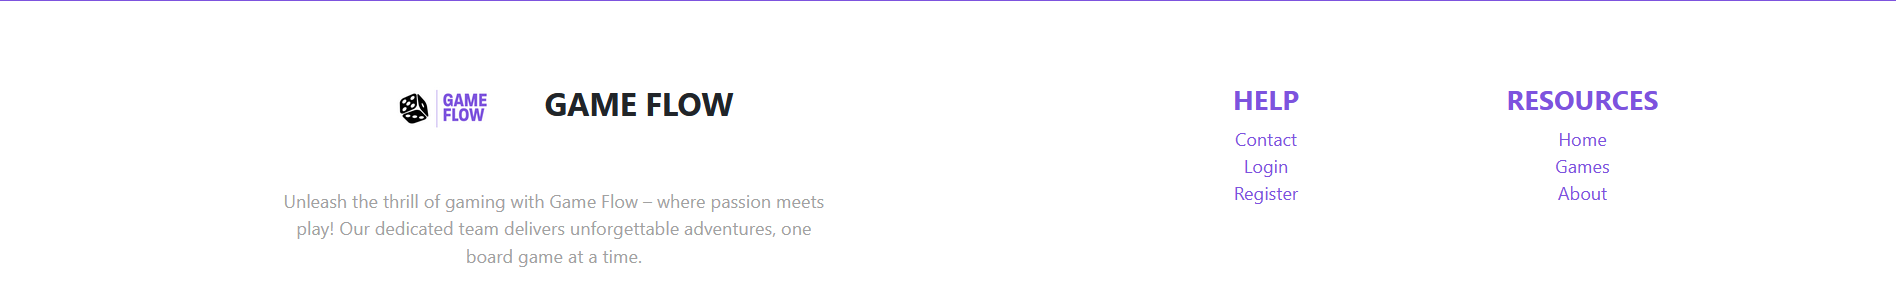 GAME
FLOW
GAME FLOW
Unleash the thrill of gaming with Game Flow – where passion meets
play! Our dedicated team delivers unforgettable adventures, one
board game at a time.
HELP
Contact
Login
Register
RESOURCES
Home
Games
About